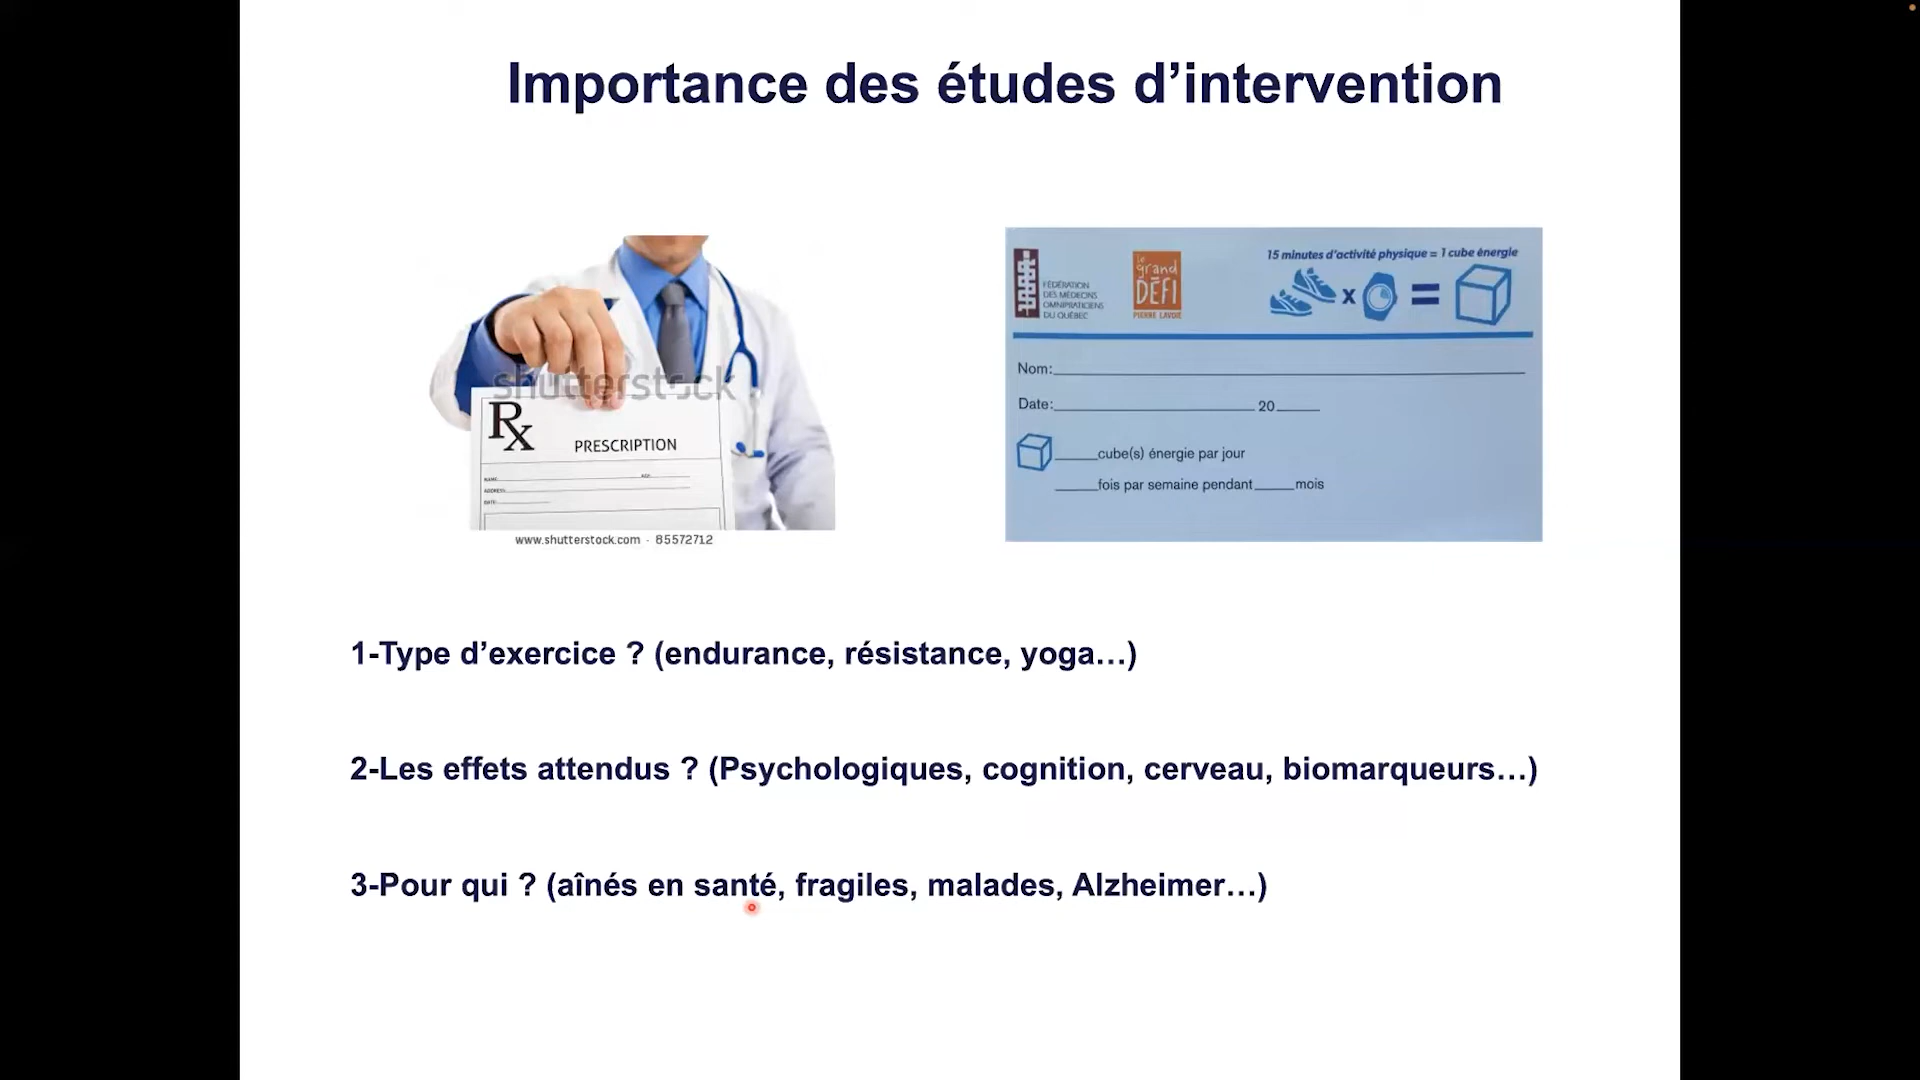 Importance des études d’intervention
shutterstock
Rx
PRESCRIPTION
NAME
AGE
ADDRESS
DATE
www.shutterstock.com · 85572712
FÉDÉRATION
DES MÉDECINS
OMNIPRATICIENS
DU QUÉBEC
le
grand
DÉFI
PIERRE LAVOIE
15 minutes d’activité physique = 1 cube énergie
x =
Nom:
Date: 20
cube(s) énergie par jour
fois par semaine pendant mois
1-Type d’exercice ? (endurance, résistance, yoga…)
2-Les effets attendus ? (Psychologiques, cognition, cerveau, biomarqueurs…)
3-Pour qui ? (aînés en santé, fragiles, malades, Alzheimer…)